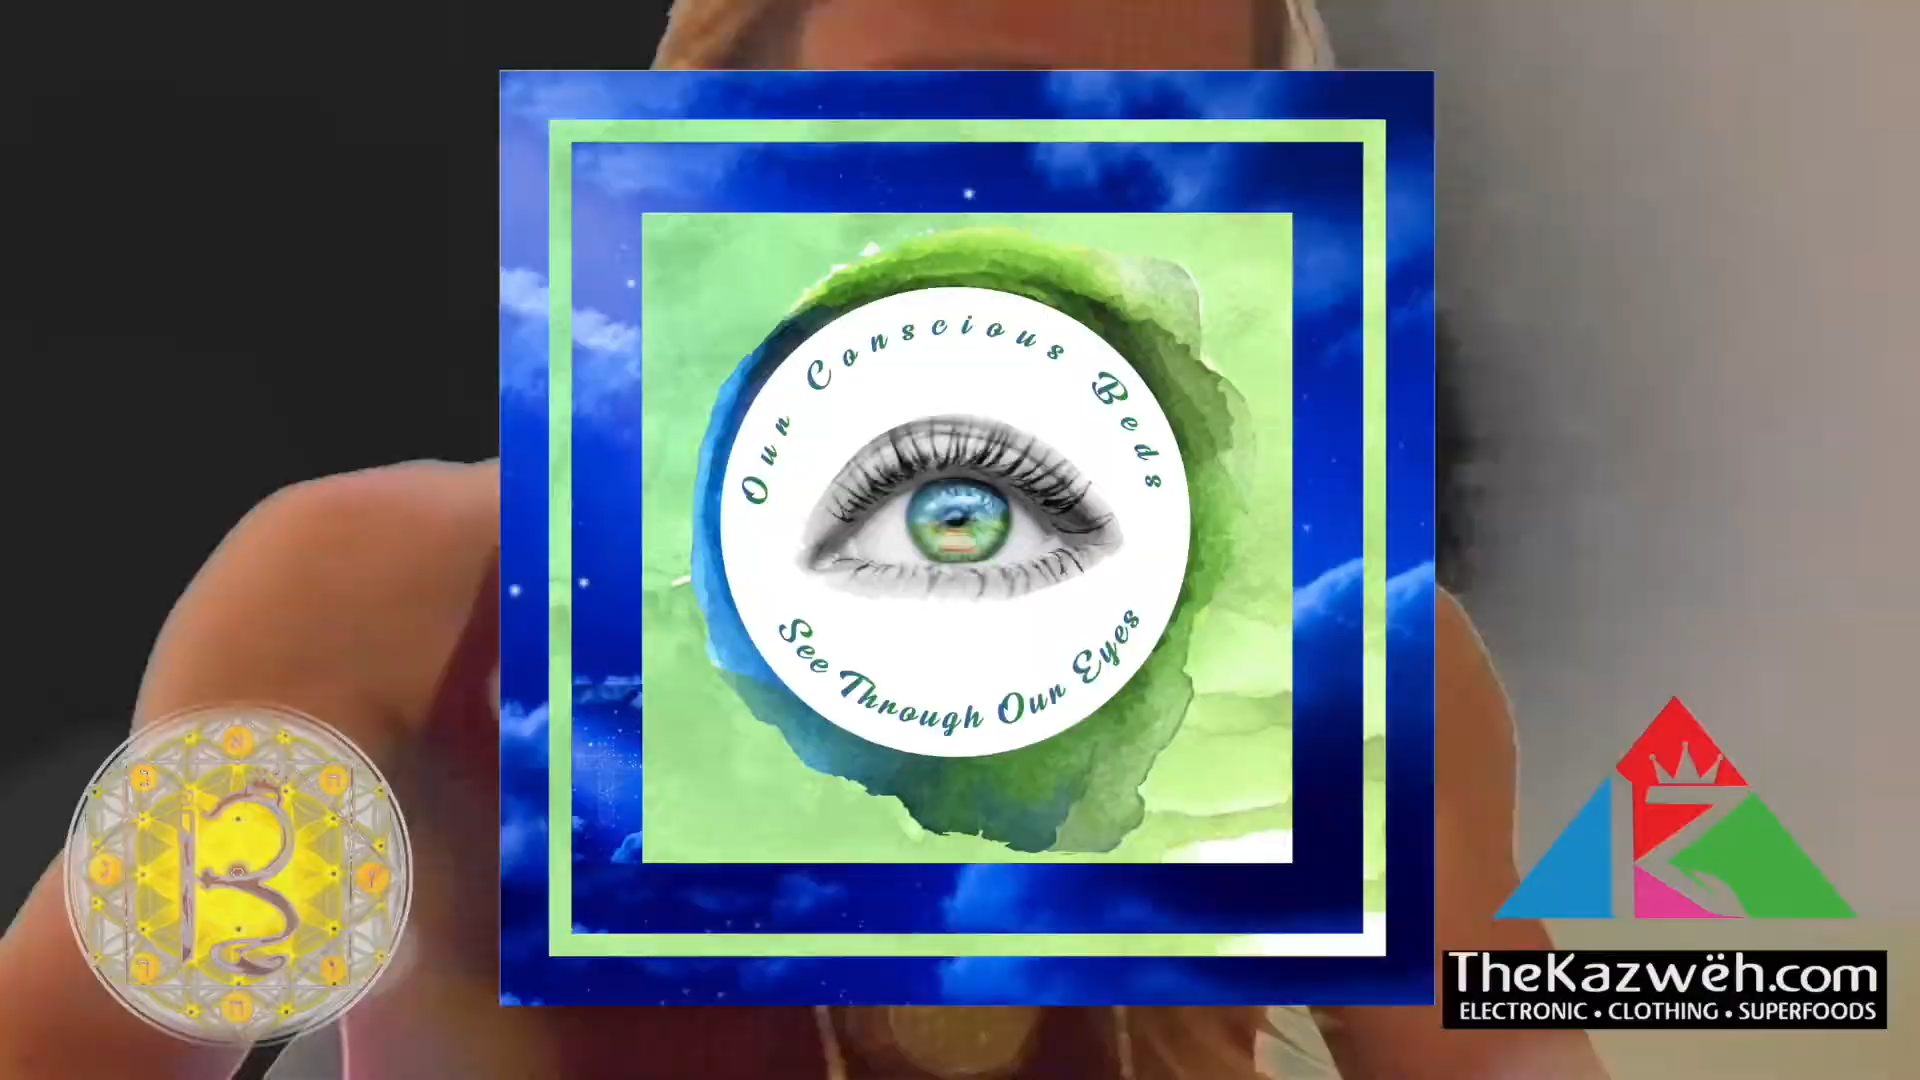 Our Conscious Beds
See Through Our Eyes
TheKazwëh.com
ELECTRONIC • CLOTHING • SUPERFOODS